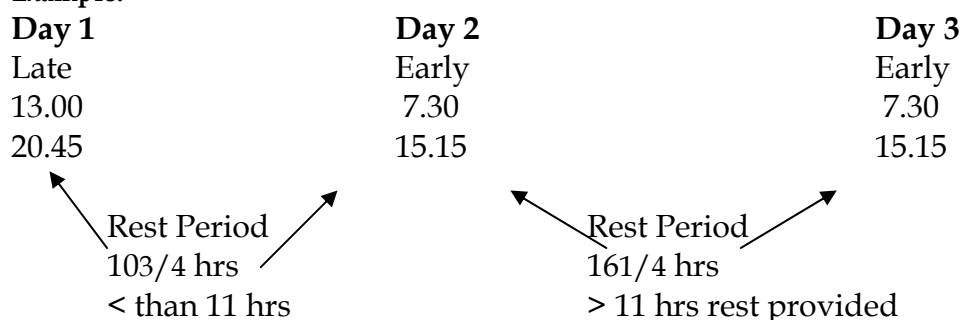 Example:
Day 1 Day 2 Day 3
Late Early Early
13.00 7.30 7.30
20.45 15.15 15.15
Rest Period Rest Period
103/4 hrs 161/4 hrs
< than 11 hrs > 11 hrs rest provided